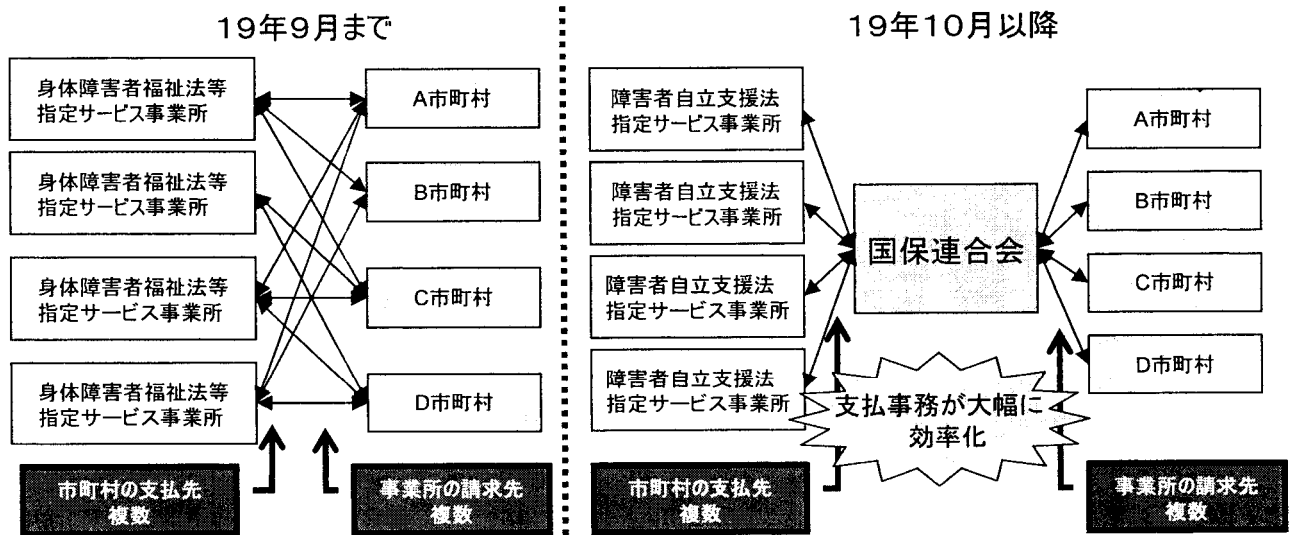 19年9月まで
身体障害者福祉法等
指定サービス事業所
身体障害者福祉法等
指定サービス事業所
身体障害者福祉法等
指定サービス事業所
身体障害者福祉法等
指定サービス事業所
A市町村
B市町村
C市町村
D市町村
市町村の支払先
複数
事業所の請求先
複数
19年10月以降
障害者自立支援法
指定サービス事業所
障害者自立支援法
指定サービス事業所
障害者自立支援法
指定サービス事業所
障害者自立支援法
指定サービス事業所
国保連合会
A市町村
B市町村
C市町村
D市町村
支払事務が大幅に
効率化
市町村の支払先
複数
事業所の請求先
複数